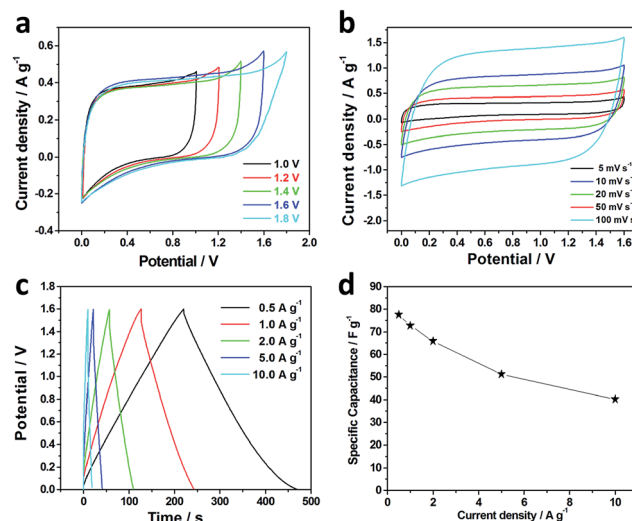 a
Current density / A g⁻¹
0.6
0.4
0.2
0.0
-0.2
-0.4
0.0 0.4 0.8 1.2 1.6 2.0
Potential / V
1.0 V
1.2 V
1.4 V
1.6 V
1.8 V
b
Current density / A g⁻¹
1.5
1.0
0.5
0.0
-0.5
-1.0
-1.5
-2.0
0.0 0.2 0.4 0.6 0.8 1.0 1.2 1.4 1.6
Potential / V
5 mV s⁻¹
10 mV s⁻¹
20 mV s⁻¹
50 mV s⁻¹
100 mV s
c
Potential / V
2.0
1.6
1.2
0.8
0.4
0.0
0 100 200 300 400 500
Time / s
0.5 A g⁻¹
1.0 A g⁻¹
2.0 A g⁻¹
5.0 A g⁻¹
10.0 A g⁻¹
d
Specific Capacitance / F g⁻¹
90
80
70
60
50
40
30
20
10
0
0 2 4 6 8 10
Current density / A g⁻¹